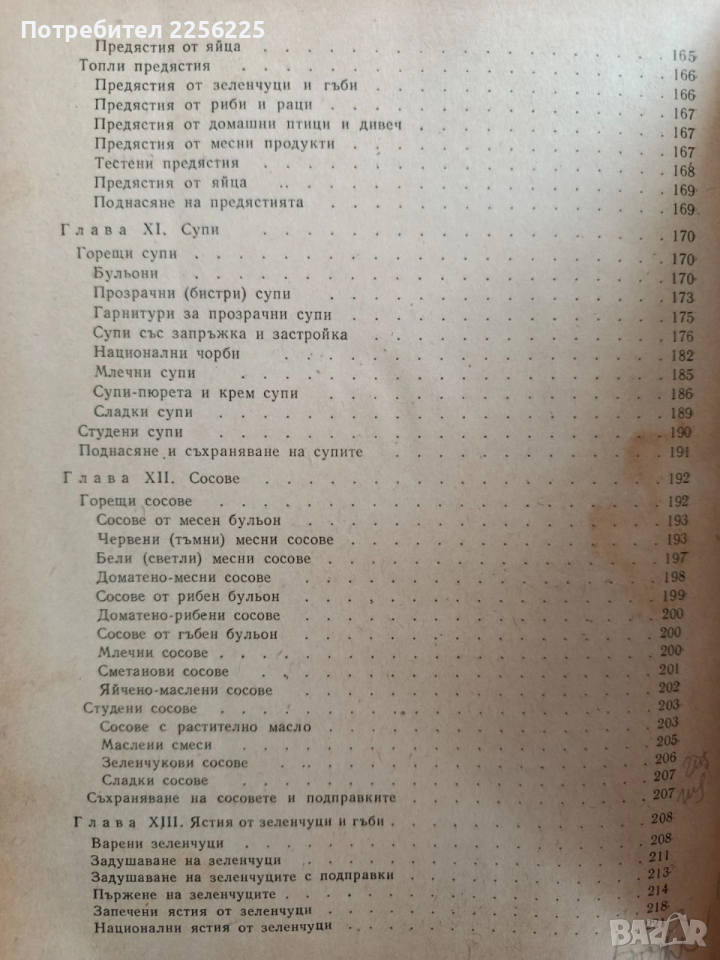 Потребител 2256225
Предястия от яйца 165
Топли предястия 166
Предястия от зеленчуци и гъби 166
Предястия от риби и раци 167
Предястия от домашни птици и дивеч 167
Предястия от месни продукти 167
Тестени предястия 168
Предястия от яйца 169
Поднасяне на предястията 169
Глава XI. Супи 170
Горещи супи 170
Бульони 170
Прозрачни (бистри) супи 173
Гарнитури за прозрачни супи 175
Супи със запръжка и застройка 176
Национални чорби 182
Млечни супи 185
Супи-пюрета и крем супи 186
Сладки супи 189
Студени супи 190
Поднасяне и съхраняване на супите 191
Глава XII. Сосове 192
Горещи сосове 192
Сосове от месен бульон 193
Червени (тъмни) месни сосове 193
Бели (светли) месни сосове 197
Доматено-месни сосове 198
Сосове от рибен бульон 199
Доматено-рибени сосове 200
Сосове от гъбен бульон 200
Млечни сосове 200
Сметанови сосове 201
Яйчено-маслени сосове 202
Студени сосове 203
Сосове с растително масло 203
Маслени смеси 205
Зеленчукови сосове 206
Сладки сосове 207
Съхраняване на сосовете и подправките 207
Глава XIII. Ястия от зеленчуци и гъби 208
Варени зеленчуци 208
Задушаване на зеленчуци 211
Задушаване на зеленчуците с подправки 213
Пържене на зеленчуците 214
Запечени ястия от зеленчуци 218
Национални ястия от зеленчуци
BAZAR